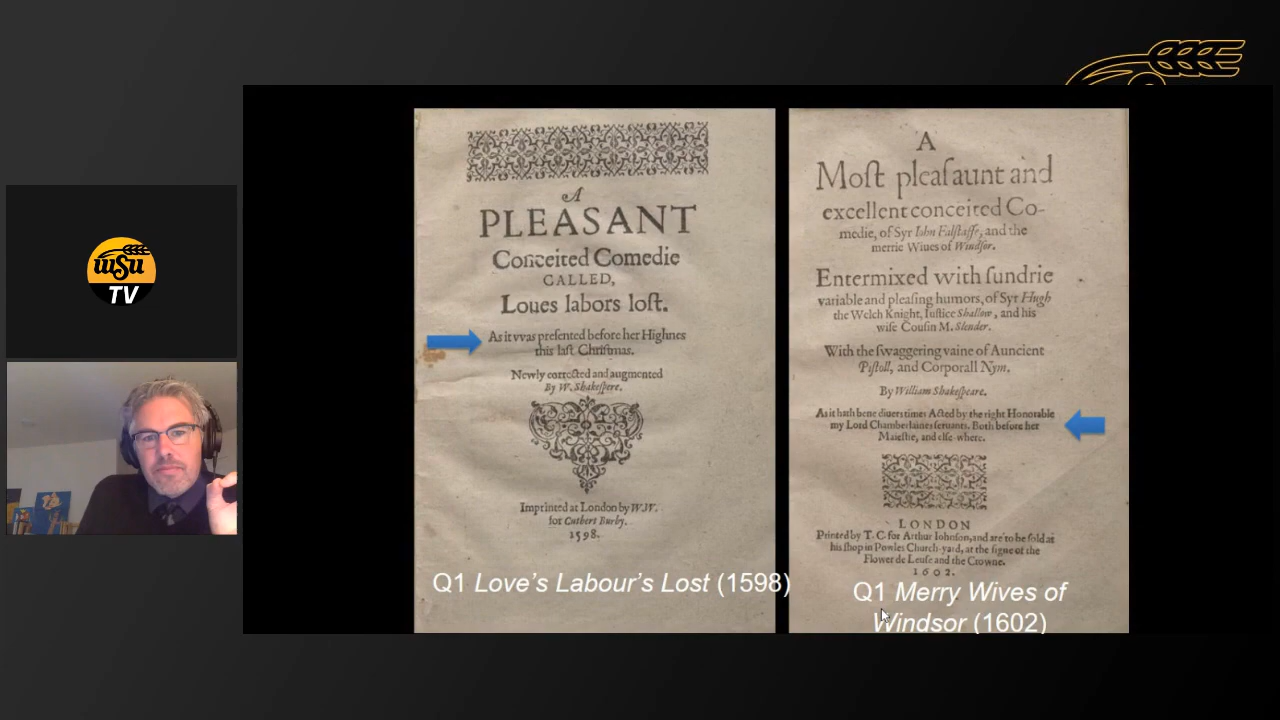 wsu
TV
A
PLEASANT
Conceited Comedie
CALLED,
Loues labors loſt.
As it vvas preſented before her Highnes
this laſt Chriſtmas.
Newly corrected and augmented
By W. Shakeſpere.
Imprinted at London by W.W.
for Cutbert Burby.
1598.
Q1 Love's Labour's Lost (1598)
A
Moſt pleaſaunt and
excellent conceited Co-
medie, of Syr Iohn Falſtaffe, and the
merrie Wiues of Windſor.
Entermixed with ſundrie
variable and pleaſing humors, of Syr Hugh
the Welch Knight, Iuſtice Shallow, and his
wiſe Couſin M. Slender.
With the ſwaggering vaine of Auncient
Piſtoll, and Corporall Nym.
By William Shakeſpeare.
As it hath bene diuers times Acted by the right Honorable
my Lord Chamberlaines ſeruants. Both before her
Maieſtie, and elſe-where.
LONDON
Printed by T. C. for Arthur Iohnſon, and are to be ſold at
his ſhop in Powles Church-yard, at the ſigne of the
Flower de Leuſe and the Crowne.
1602.
Q1 Merry Wives of
Windsor (1602)